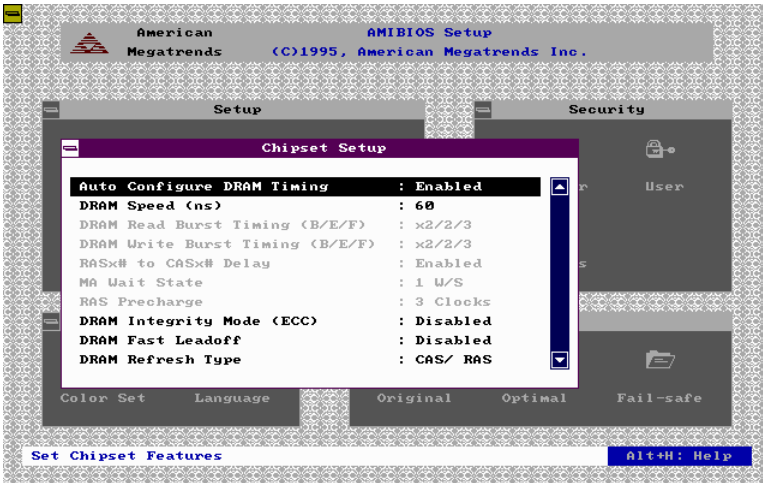 American AMIBIOS Setup
Megatrends (C)1995, American Megatrends Inc.
Setup Security
Chipset Setup
Auto Configure DRAM Timing : Enabled
DRAM Speed (ns) : 60
DRAM Read Burst Timing (B/E/F) : x2/2/3
DRAM Write Burst Timing (B/E/F) : x2/2/3
RASx# to CASx# Delay : Enabled
MA Wait State : 1 W/S
RAS Precharge : 3 Clocks
DRAM Integrity Mode (ECC) : Disabled
DRAM Fast Leadoff : Disabled
DRAM Refresh Type : CAS/ RAS
User
Color Set Language Original Optimal Fail-safe
Set Chipset Features Alt+H: Help